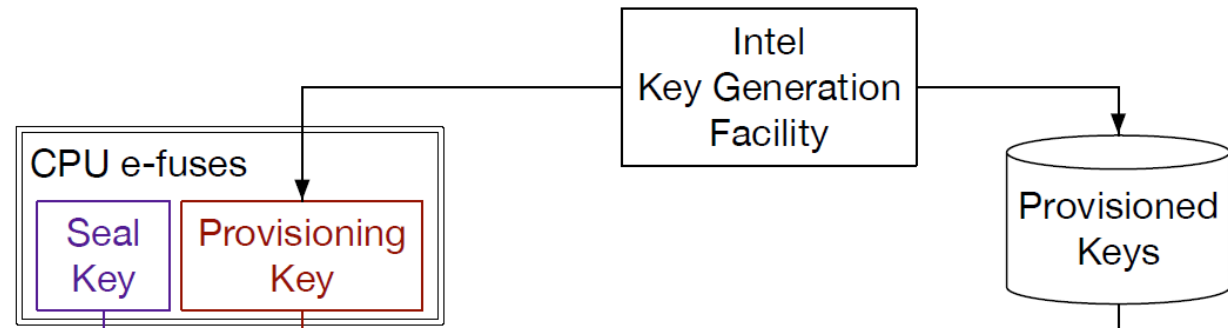 Intel
Key Generation
Facility
CPU e-fuses
Seal
Key
Provisioning
Key
Provisioned
Keys